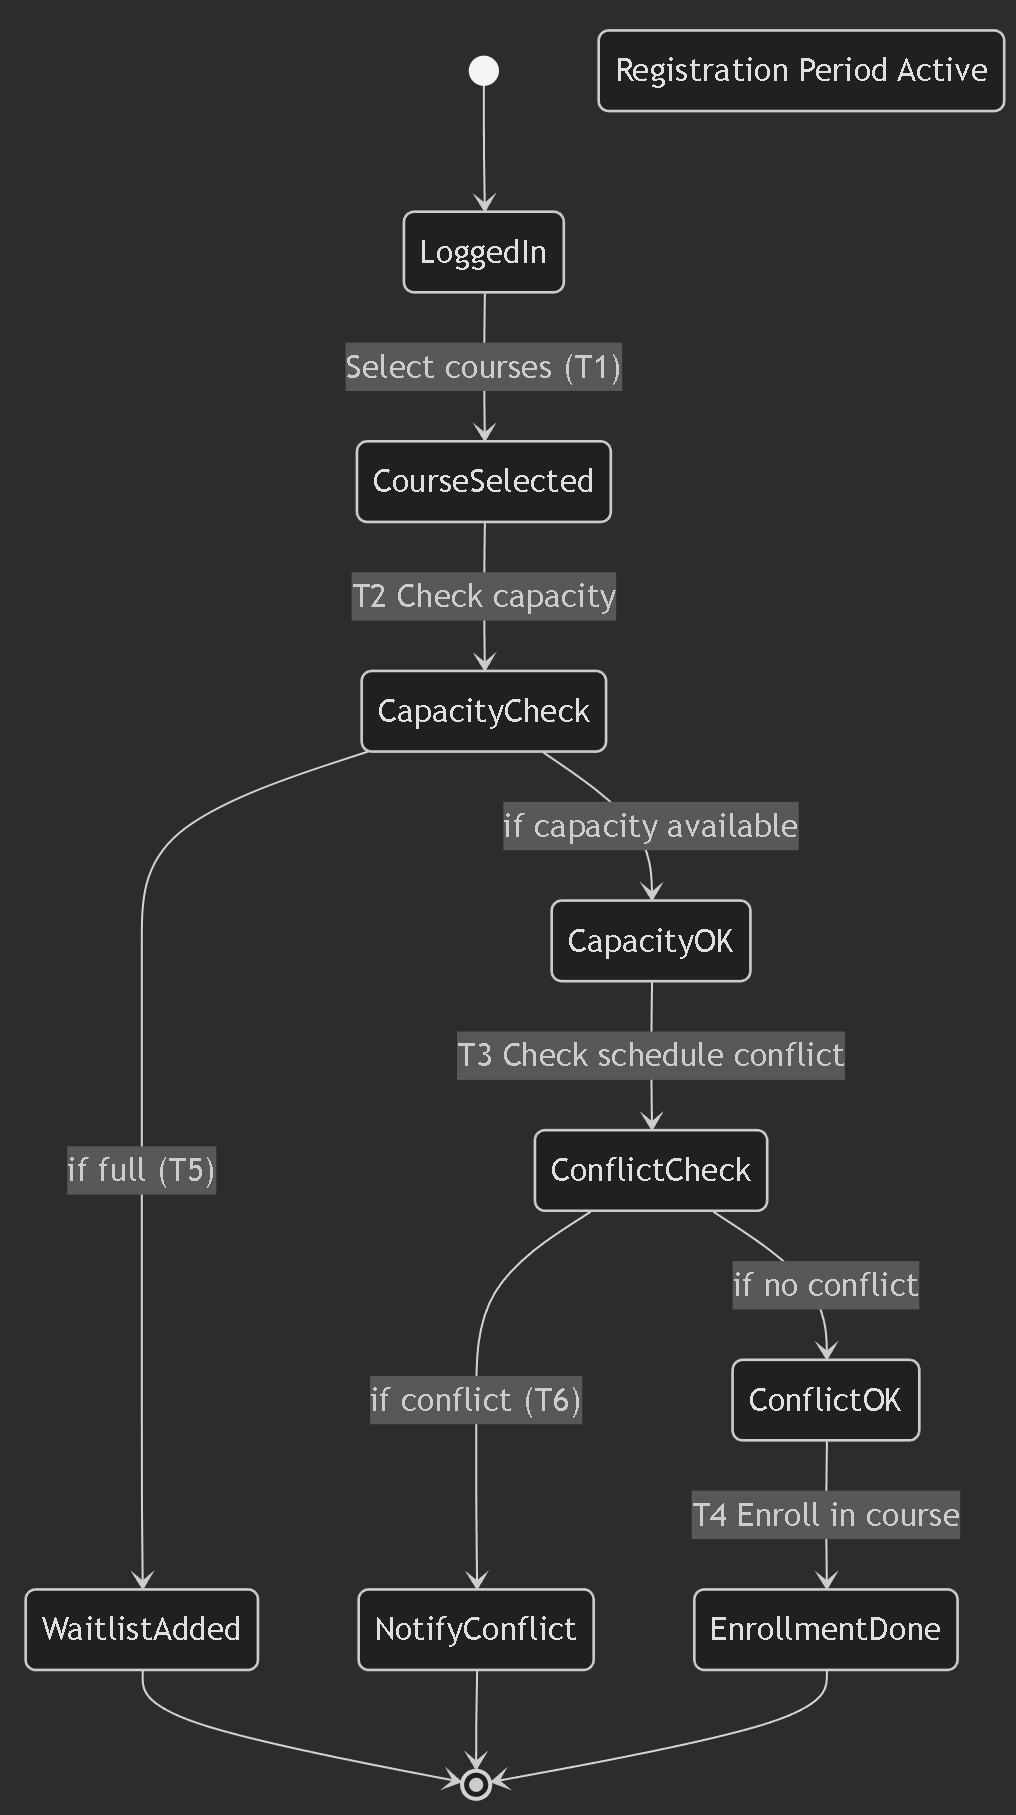 Registration Period Active
LoggedIn
Select courses (T1)
CourseSelected
T2 Check capacity
CapacityCheck
if capacity available
CapacityOK
T3 Check schedule conflict
ConflictCheck
if full (T5)
if no conflict
if conflict (T6)
ConflictOK
T4 Enroll in course
WaitlistAdded
NotifyConflict
EnrollmentDone